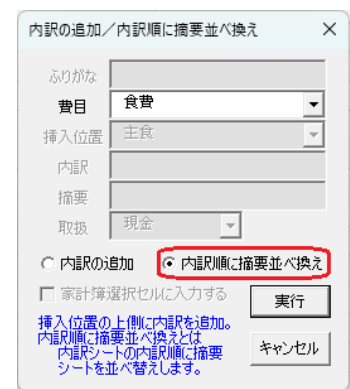 内訳の追加／内訳順に摘要並べ換え
ふりがな
費目 食費
挿入位置 主食
内訳
摘要
取扱 現金
内訳の追加 内訳順に摘要並べ換え
家計簿選択セルに入力する
実行
挿入位置の上側に内訳を追加。
内訳順に摘要並べ換えとは
内訳シートの内訳順に摘要
シートを並べ替えします。
キャンセル